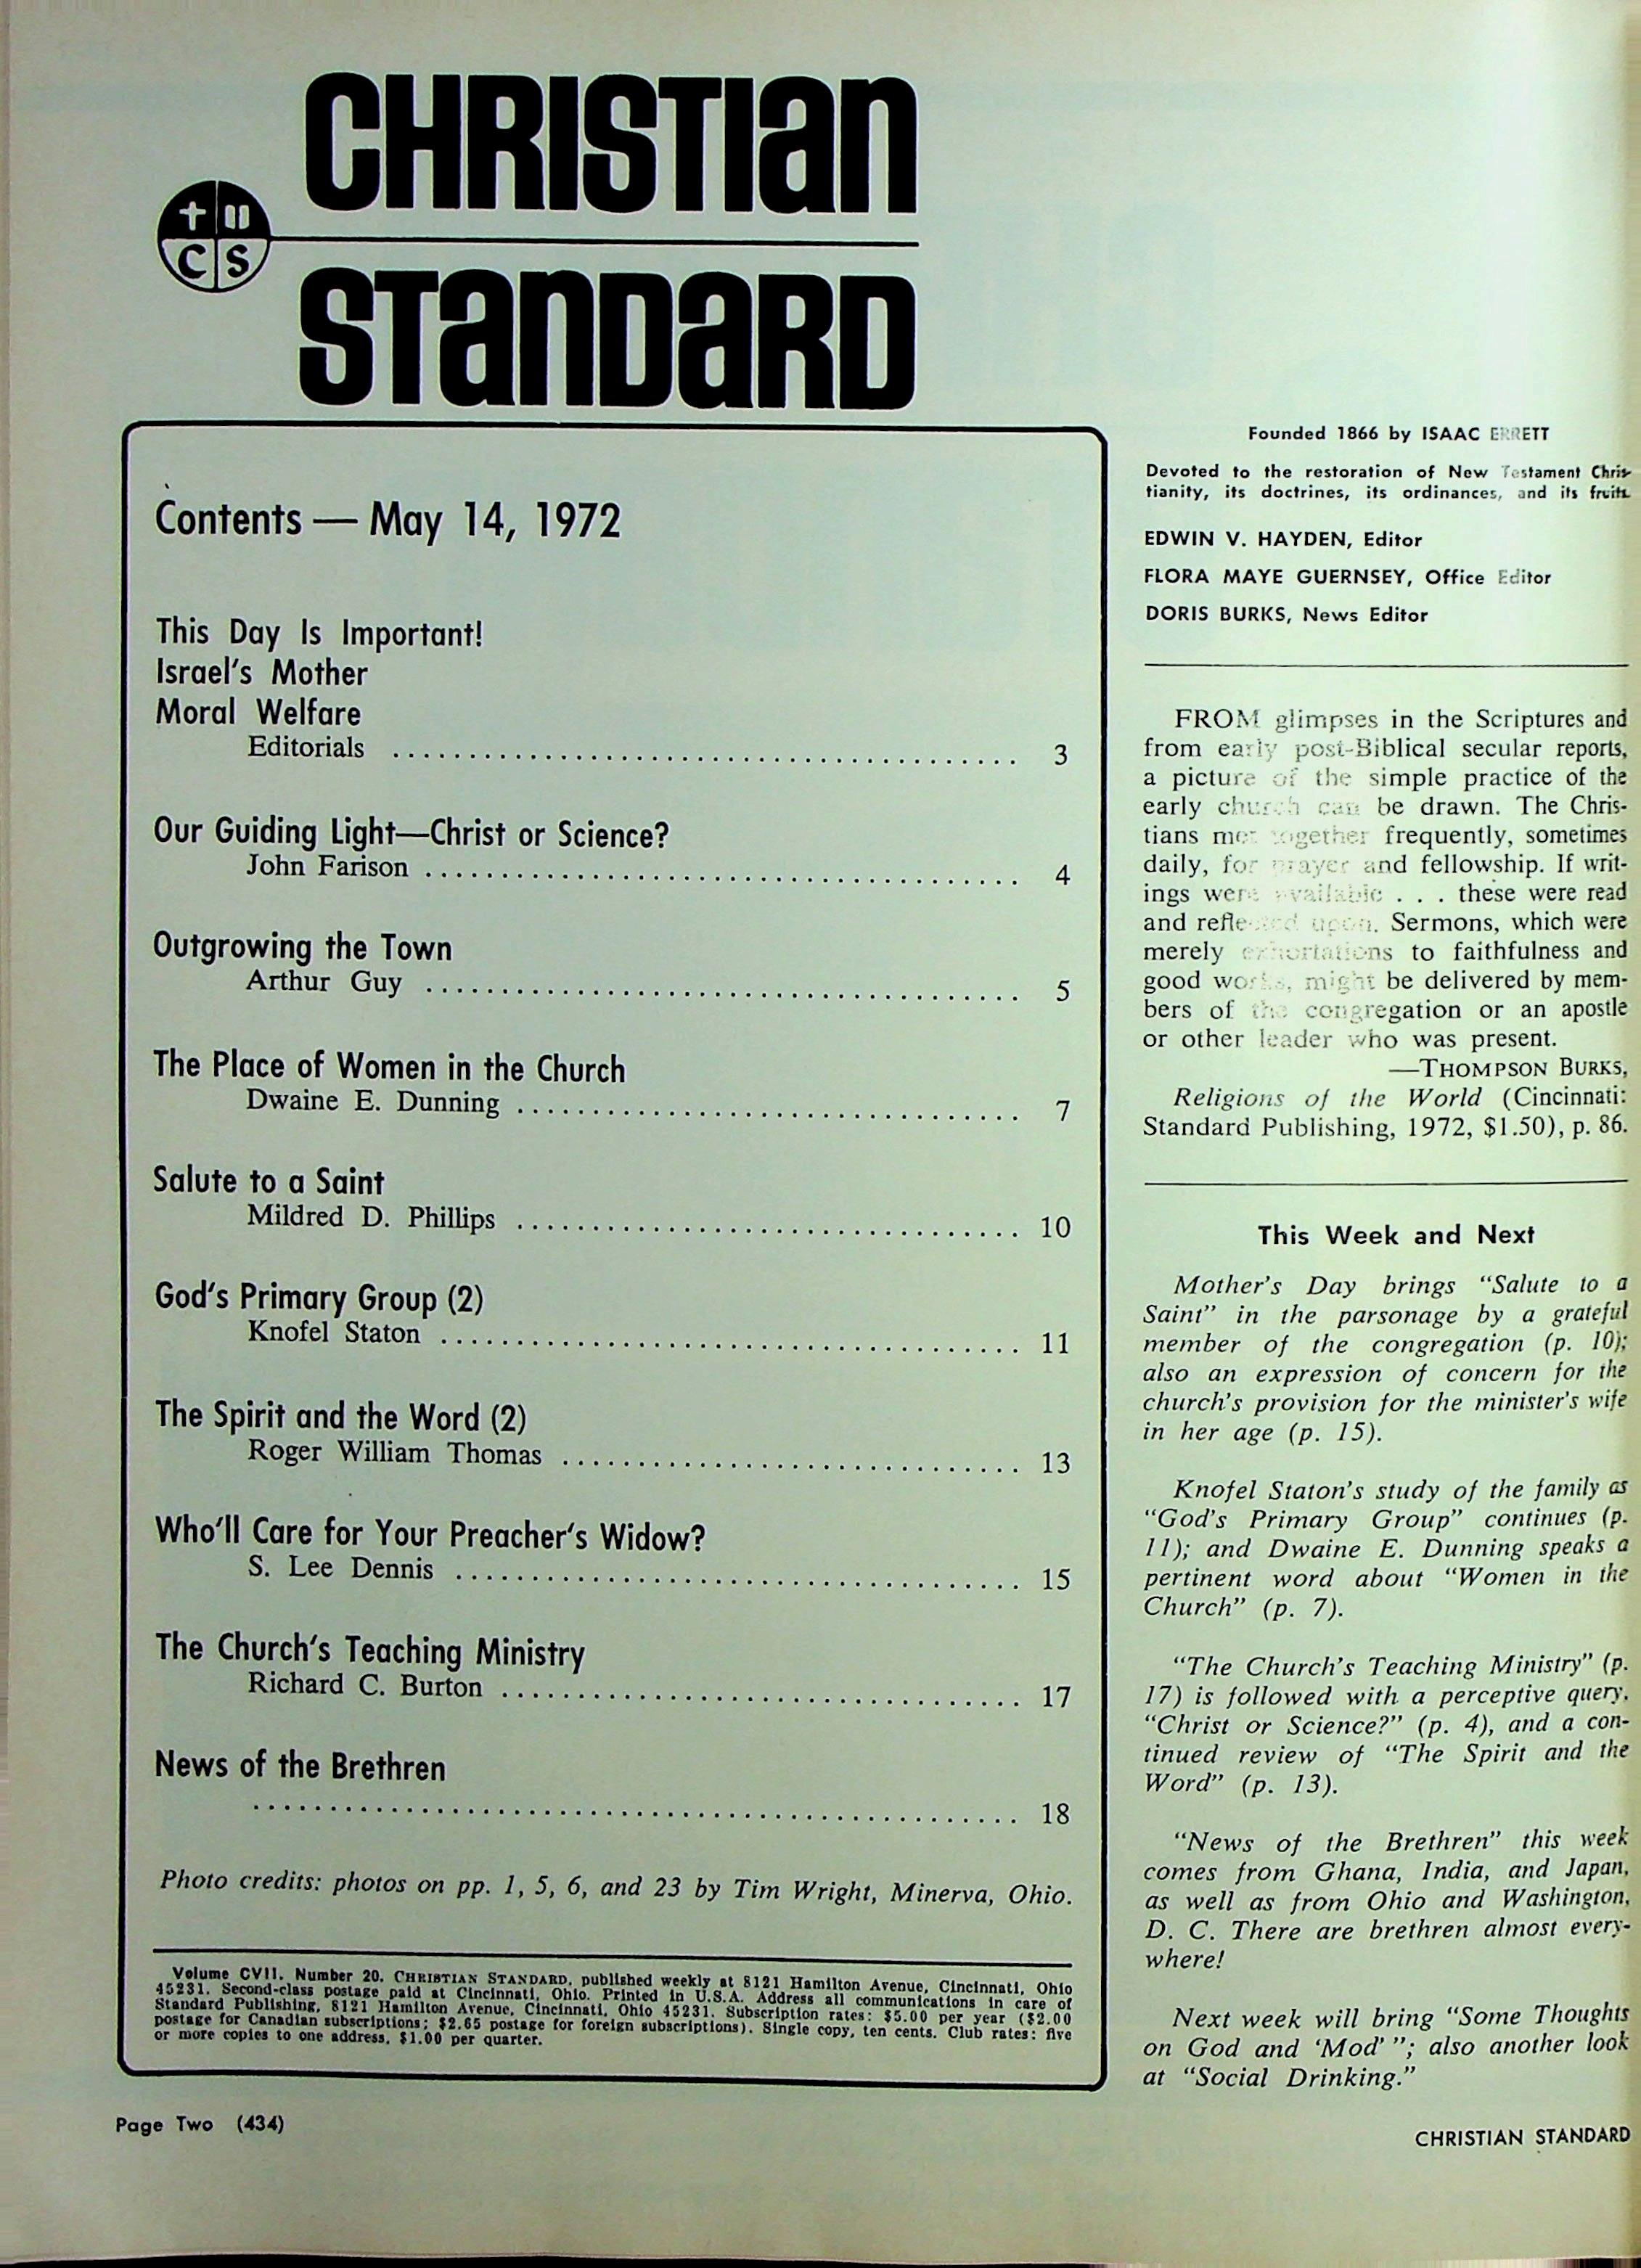 CHRISTIAN
STANDARD
C S
Contents — May 14, 1972
This Day Is Important!
Israel's Mother
Moral Welfare
Editorials ........................................ 3
Our Guiding Light—Christ or Science?
John Farison ........................................ 4
Outgrowing the Town
Arthur Guy ........................................ 5
The Place of Women in the Church
Dwaine E. Dunning ................................. 7
Salute to a Saint
Mildred D. Phillips ................................. 10
God's Primary Group (2)
Knofel Staton ...................................... 11
The Spirit and the Word (2)
Roger William Thomas .............................. 13
Who'll Care for Your Preacher's Widow?
S. Lee Dennis ..................................... 15
The Church's Teaching Ministry
Richard C. Burton .................................. 17
News of the Brethren
.................................................. 18
Photo credits: photos on pp. 1, 5, 6, and 23 by Tim Wright, Minerva, Ohio.
Volume CVII, Number 20. CHRISTIAN STANDARD, published weekly at 8121 Hamilton Avenue, Cincinnati, Ohio
45231. Second-class postage paid at Cincinnati, Ohio. Printed in U.S.A. Address all communications in care of
Standard Publishing, 8121 Hamilton Avenue, Cincinnati, Ohio 45231. Subscription rates: $5.00 per year ($2.00
postage for Canadian subscriptions; $2.65 postage for foreign subscriptions). Single copy, ten cents. Club rates: five
or more copies to one address, $1.00 per quarter.
Founded 1866 by ISAAC ERRETT
Devoted to the restoration of New Testament Chris-
tianity, its doctrines, its ordinances, and its fruits.
EDWIN V. HAYDEN, Editor
FLORA MAYE GUERNSEY, Office Editor
DORIS BURKS, News Editor
FROM glimpses in the Scriptures and
from early post-Biblical secular reports,
a picture of the simple practice of the
early church can be drawn. The Chris-
tians met together frequently, sometimes
daily, for prayer and fellowship. If writ-
ings were available . . . these were read
and reflected upon. Sermons, which were
merely exhortations to faithfulness and
good works, might be delivered by mem-
bers of the congregation or an apostle
or other leader who was present.
—THOMPSON BURKS,
Religions of the World (Cincinnati:
Standard Publishing, 1972, $1.50), p. 86.
This Week and Next
Mother's Day brings "Salute to a
Saint" in the parsonage by a grateful
member of the congregation (p. 10);
also an expression of concern for the
church's provision for the minister's wife
in her age (p. 15).
Knofel Staton's study of the family as
"God's Primary Group" continues (p.
11); and Dwaine E. Dunning speaks a
pertinent word about "Women in the
Church" (p. 7).
"The Church's Teaching Ministry" (p.
17) is followed with a perceptive query,
"Christ or Science?" (p. 4), and a con-
tinued review of "The Spirit and the
Word" (p. 13).
"News of the Brethren" this week
comes from Ghana, India, and Japan,
as well as from Ohio and Washington,
D. C. There are brethren almost every-
where!
Next week will bring "Some Thoughts
on God and 'Mod' "; also another look
at "Social Drinking."
Page Two (434)
CHRISTIAN STANDARD